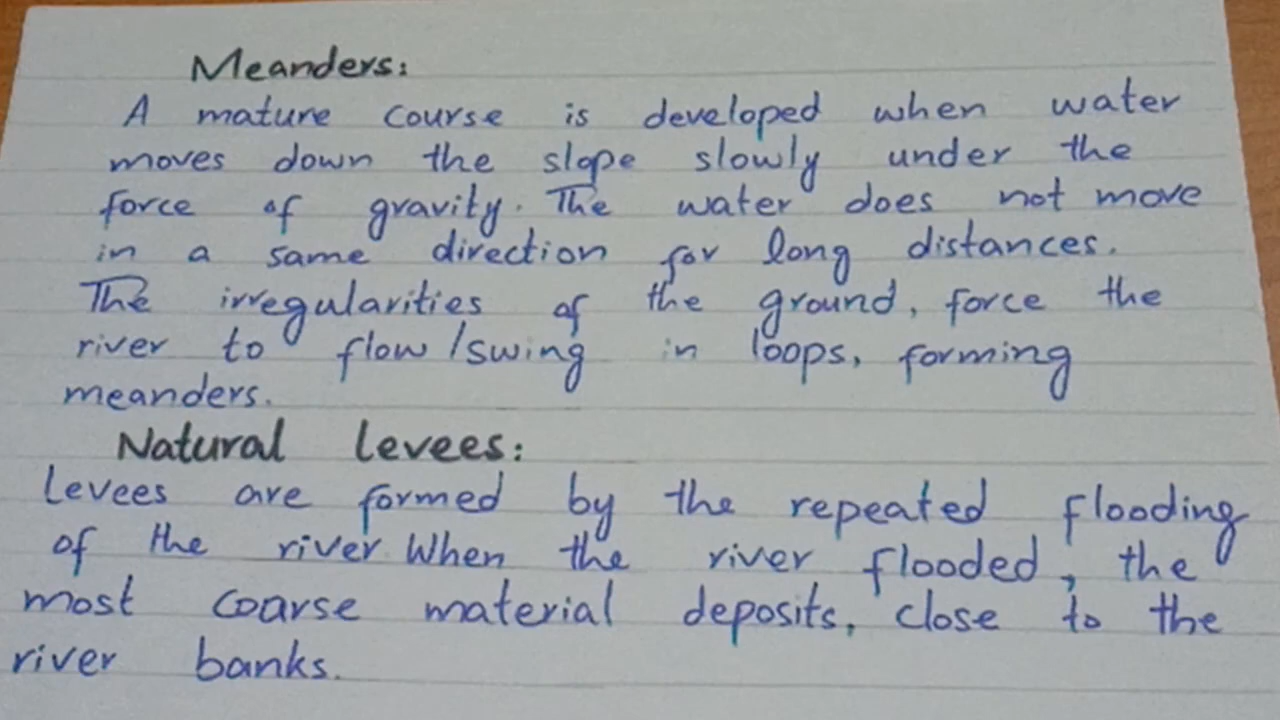 Meanders:
A mature course is developed when water
moves down the slope slowly under the
force of gravity. The water does not move
in a same direction for long distances.
The irregularities of the ground, force the
river to flow /swing in loops, forming
meanders.
Natural levees:
Levees are formed by the repeated flooding
of the river. When the river flooded, the
most coarse material deposits, close to the
river banks.